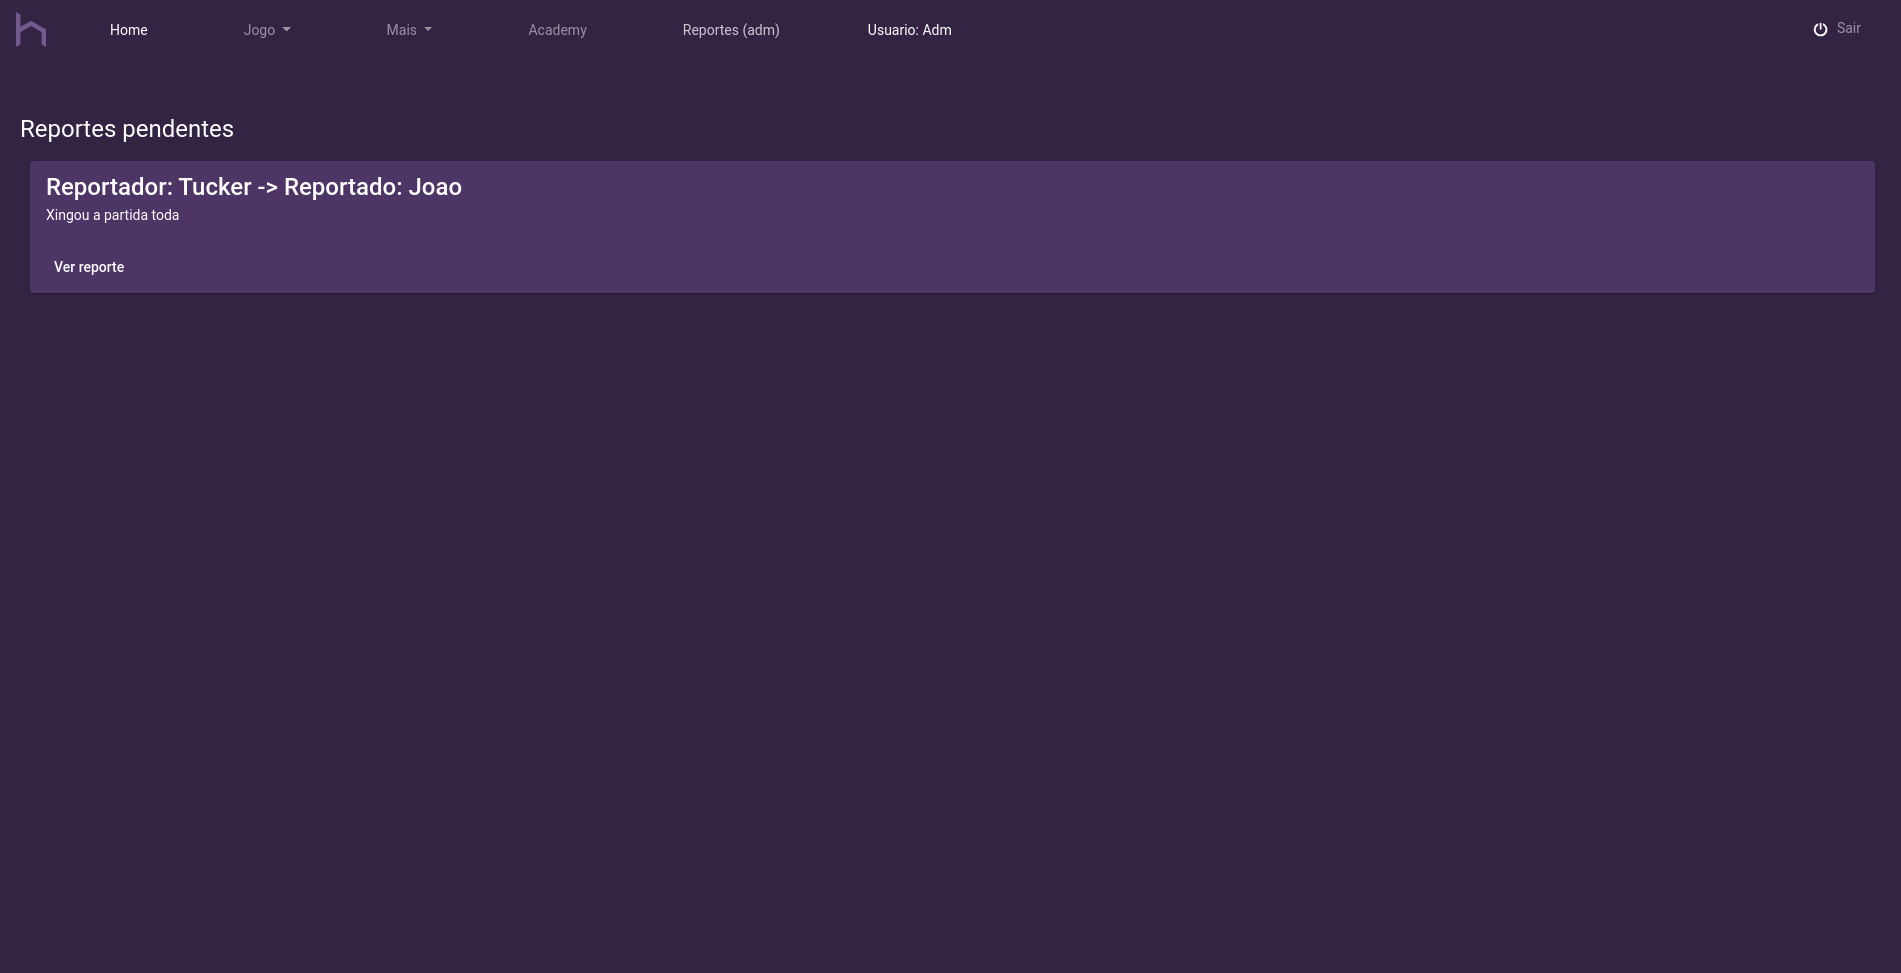 Home Jogo Mais Academy Reportes (adm) Usuario: Adm Sair
Reportes pendentes
Reportador: Tucker -> Reportado: Joao
Xingou a partida toda
Ver reporte